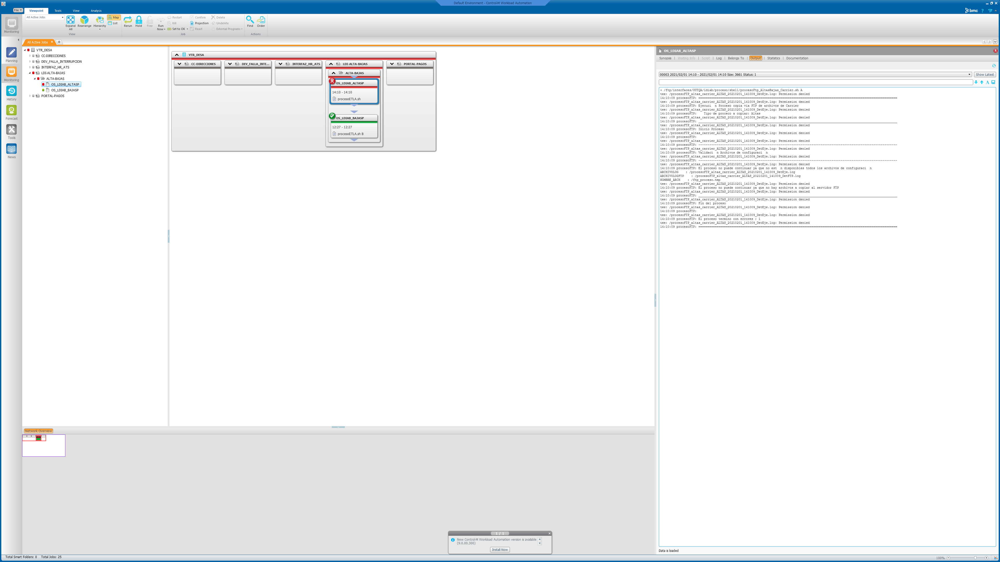 Default Environment - Control-M Workload Automation
File
Viewpoint
Tools
View
Analysis
bmc
?
Monitoring
All Active Jobs
Expand All
Rearrange
Hierarchy
Map
List
View
Rerun
Hold
Free
Run Now
Restart
Kill
Set to OK
Confirm
Projection
React
Delete
Undelete
External Programs
Job
Find
Order
Actions
All Active Jobs
Planning
Monitoring
History
Forecast
Tools
News
VTR_DESA
CC-DIRECCIONES
DEV_FALLA_INTERRUPCION
INTERFAZ_HR_ATS
LDI-ALTA-BAJAS
ALTA-BAJAS
OS_LDIAB_ALTASP
OS_LDIAB_BAJASP
PORTAL-PAGOS
VTR_DESA
CC-DIRECCIONES
DEV_FALLA_INTE...
INTERFAZ_HR_ATS
LDI-ALTA-BAJAS
PORTAL-PAGOS
ALTA-BAJAS
OS_LDIAB_ALTASP
14:10 - 14:10
procesoETLA.sh
OS_LDIAB_BAJASP
12:27 - 12:27
procesoETLA.sh B
OS_LDIAB_ALTASP
Synopsis | Waiting Info | Script | Log | Belongs To | Output | Statistics | Documentation
00003 2021/02/01 14:10 - 2021/02/01 14:10 Size: 3661 Status: 1
Show Latest
A
+ /ftp/interfaces/OUTQA/ldiab/proceso/shell/procesoFtp_AltasBajas_Carrier.sh A
tee: /procesoFTP_altas_carrier_ALTAS_20210201_141009_DetEje.log: Permission denied
14:10:09 procesoFTP: ==========================================================================================
tee: /procesoFTP_altas_carrier_ALTAS_20210201_141009_DetEje.log: Permission denied
14:10:09 procesoFTP: Ejecuci  n Proceso copia via FTP de archivos de Carrier
tee: /procesoFTP_altas_carrier_ALTAS_20210201_141009_DetEje.log: Permission denied
14:10:09 procesoFTP:    Tipo de proceco a copiar: Altas
tee: /procesoFTP_altas_carrier_ALTAS_20210201_141009_DetEje.log: Permission denied
14:10:09 procesoFTP: __________________________________________________________________________________________
tee: /procesoFTP_altas_carrier_ALTAS_20210201_141009_DetEje.log: Permission denied
14:10:09 procesoFTP: Inicio Proceso
tee: /procesoFTP_altas_carrier_ALTAS_20210201_141009_DetEje.log: Permission denied
14:10:09 procesoFTP:
tee: /procesoFTP_altas_carrier_ALTAS_20210201_141009_DetEje.log: Permission denied
14:10:09 procesoFTP: ------------------------------------------------------------------------------------------
tee: /procesoFTP_altas_carrier_ALTAS_20210201_141009_DetEje.log: Permission denied
14:10:09 procesoFTP: Validaci  n Archivos de configuraci  n
tee: /procesoFTP_altas_carrier_ALTAS_20210201_141009_DetEje.log: Permission denied
14:10:09 procesoFTP: ------------------------------------------------------------------------------------------
tee: /procesoFTP_altas_carrier_ALTAS_20210201_141009_DetEje.log: Permission denied
14:10:09 procesoFTP: El proceso no puede continuar ya que no est  n disponibles todos los archivos de configuraci  n
ARCHIVOLOG    : /procesoFTP_altas_carrier_ALTAS_20210201_141009_DetEje.log
ARCHIVOLOGFTP    : /procesoFTP_altas_carrier_ALTAS_20210201_141009_DetFTP.log
NOMBRE_ARCH    : /ftp_proceso.tmp
tee: /procesoFTP_altas_carrier_ALTAS_20210201_141009_DetEje.log: Permission denied
14:10:09 procesoFTP: El proceso no puede continuar ya que no hay archivos a copiar al servidor FTP
tee: /procesoFTP_altas_carrier_ALTAS_20210201_141009_DetEje.log: Permission denied
14:10:09 procesoFTP: __________________________________________________________________________________________
tee: /procesoFTP_altas_carrier_ALTAS_20210201_141009_DetEje.log: Permission denied
14:10:09 procesoFTP: Fin del proceso
tee: /procesoFTP_altas_carrier_ALTAS_20210201_141009_DetEje.log: Permission denied
14:10:09 procesoFTP:
tee: /procesoFTP_altas_carrier_ALTAS_20210201_141009_DetEje.log: Permission denied
14:10:09 procesoFTP: El proceso termino con errores : 1
tee: /procesoFTP_altas_carrier_ALTAS_20210201_141009_DetEje.log: Permission denied
14:10:09 procesoFTP: ==========================================================================================
Data is loaded
Network Overview
1 / 1
New Control-M Workload Automation version is available
(9.0.00.300)
Install Now
Total Smart Folders: 0   Total Jobs: 25
100%